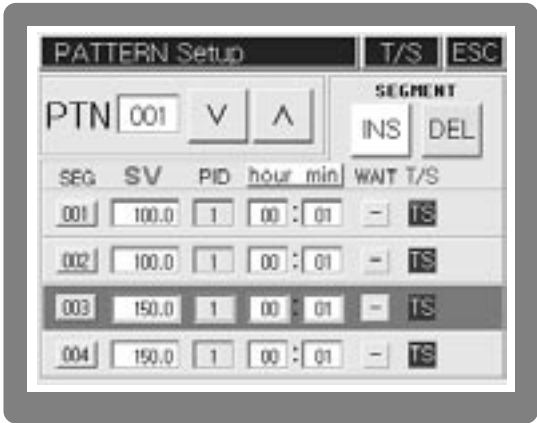 PATTERN Setup T/S ESC
PTN 001 V Λ SEGMENT
INS DEL
SEG SV PID hour min WAIT T/S
001 100.0 1 00 : 01 - TS
002 100.0 1 00 : 01 - TS
003 150.0 1 00 : 01 - TS
004 150.0 1 00 : 01 - TS